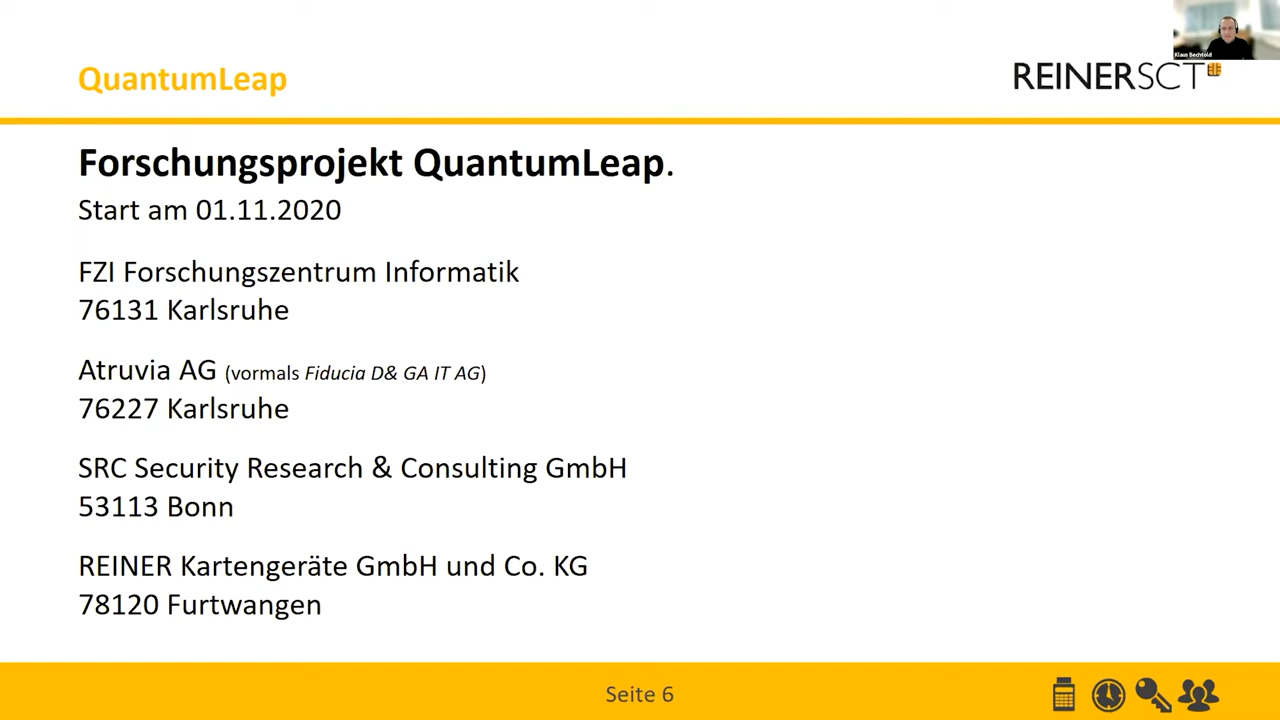 Klaus Bechtold
QuantumLeap
REINERSCT
Forschungsprojekt QuantumLeap.
Start am 01.11.2020
FZI Forschungszentrum Informatik
76131 Karlsruhe
Atruvia AG (vormals Fiducia D& GA IT AG)
76227 Karlsruhe
SRC Security Research & Consulting GmbH
53113 Bonn
REINER Kartengeräte GmbH und Co. KG
78120 Furtwangen
Seite 6